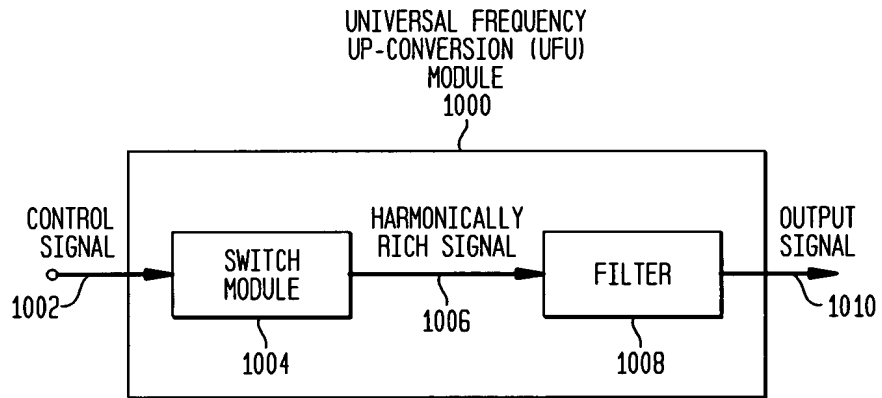 UNIVERSAL FREQUENCY
UP-CONVERSION (UFU)
MODULE
1000
CONTROL
SIGNAL
1002
SWITCH
MODULE
1004
HARMONICALLY
RICH SIGNAL
1006
FILTER
1008
OUTPUT
SIGNAL
1010